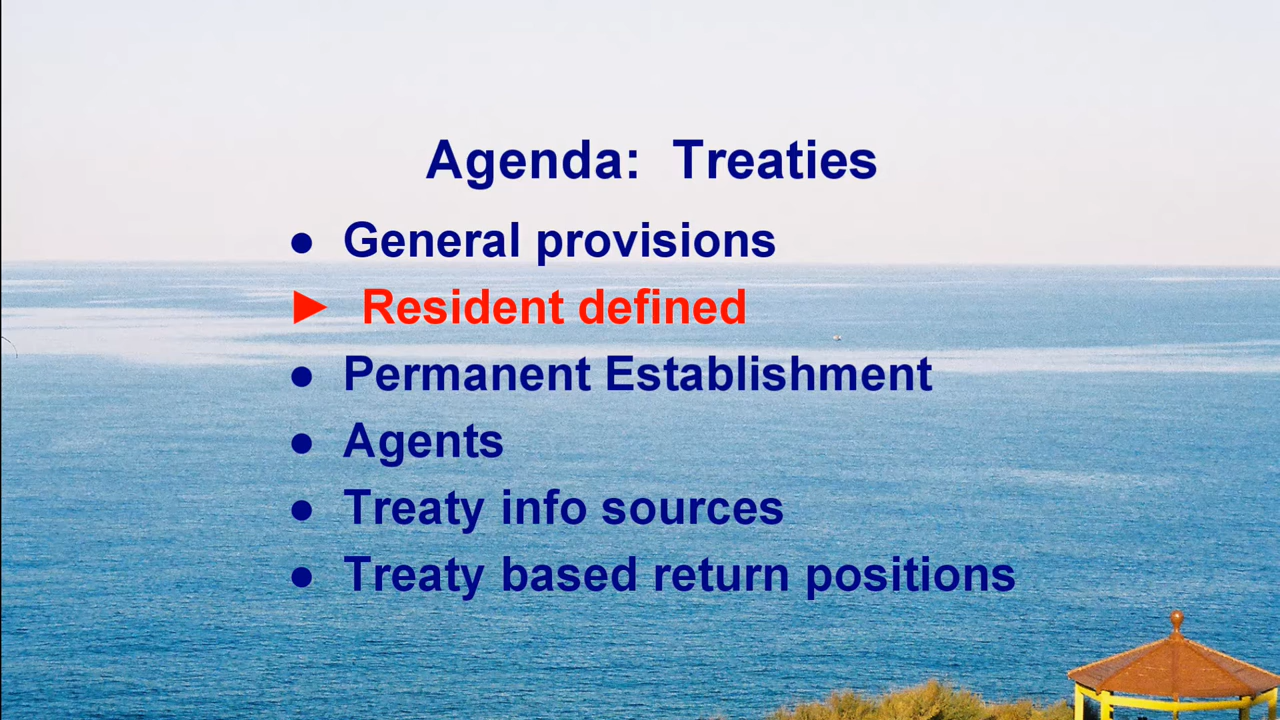 Agenda: Treaties
● General provisions
► Resident defined
● Permanent Establishment
● Agents
● Treaty info sources
● Treaty based return positions